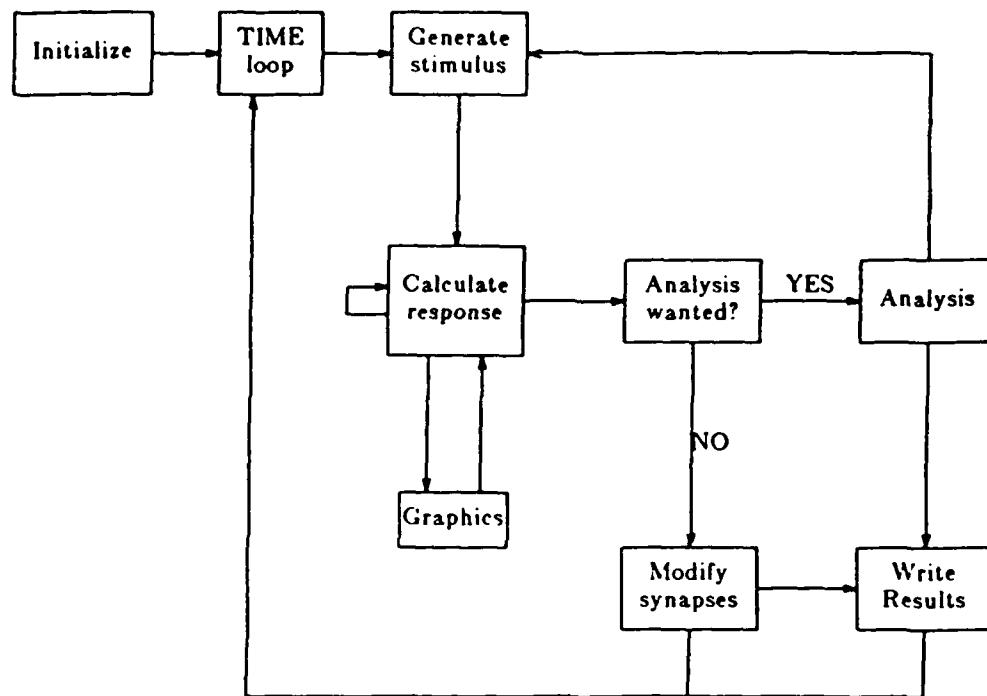 Initialize
TIME
loop
Generate
stimulus
Calculate
response
Analysis
wanted?
YES
Analysis
NO
Graphics
Modify
synapses
Write
Results